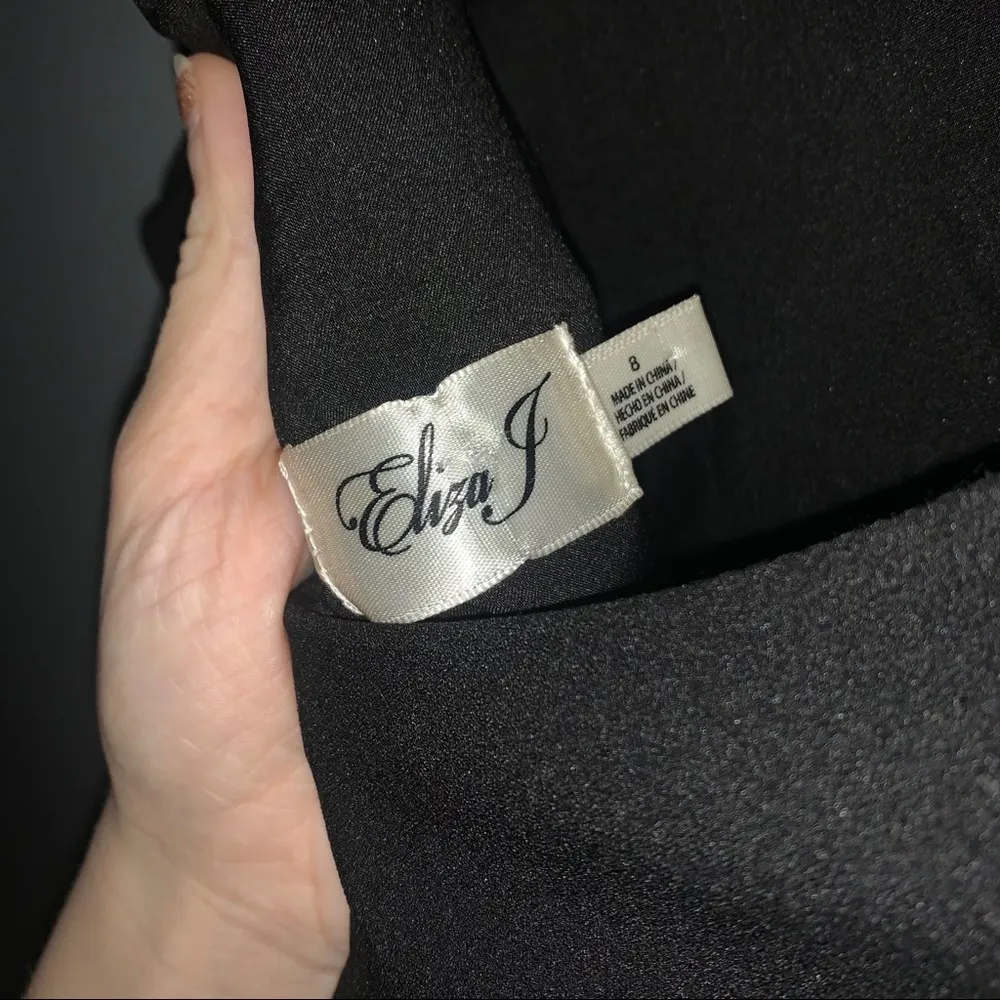 Eliza J
8
MADE IN CHINA /
HECHO EN CHINA /
FABRIQUÉ EN CHINE